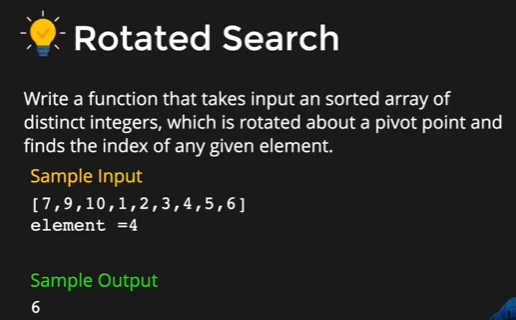 Rotated Search
Write a function that takes input an sorted array of
distinct integers, which is rotated about a pivot point and
finds the index of any given element.
Sample Input
[7,9,10,1,2,3,4,5,6]
element =4
Sample Output
6